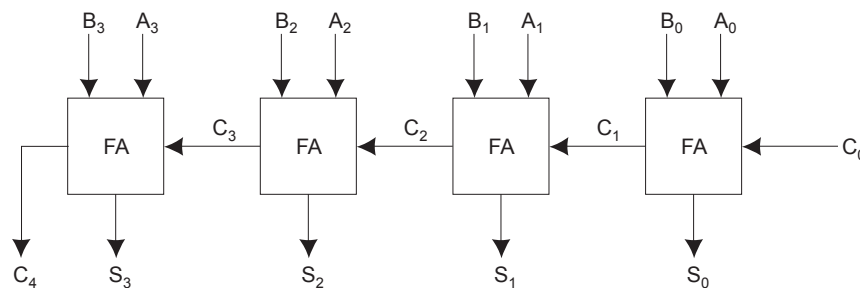 B₃ A₃ B₂ A₂ B₁ A₁ B₀ A₀
C₃ C₂ C₁
FA FA FA FA C₀
C₄ S₃ S₂ S₁ S₀